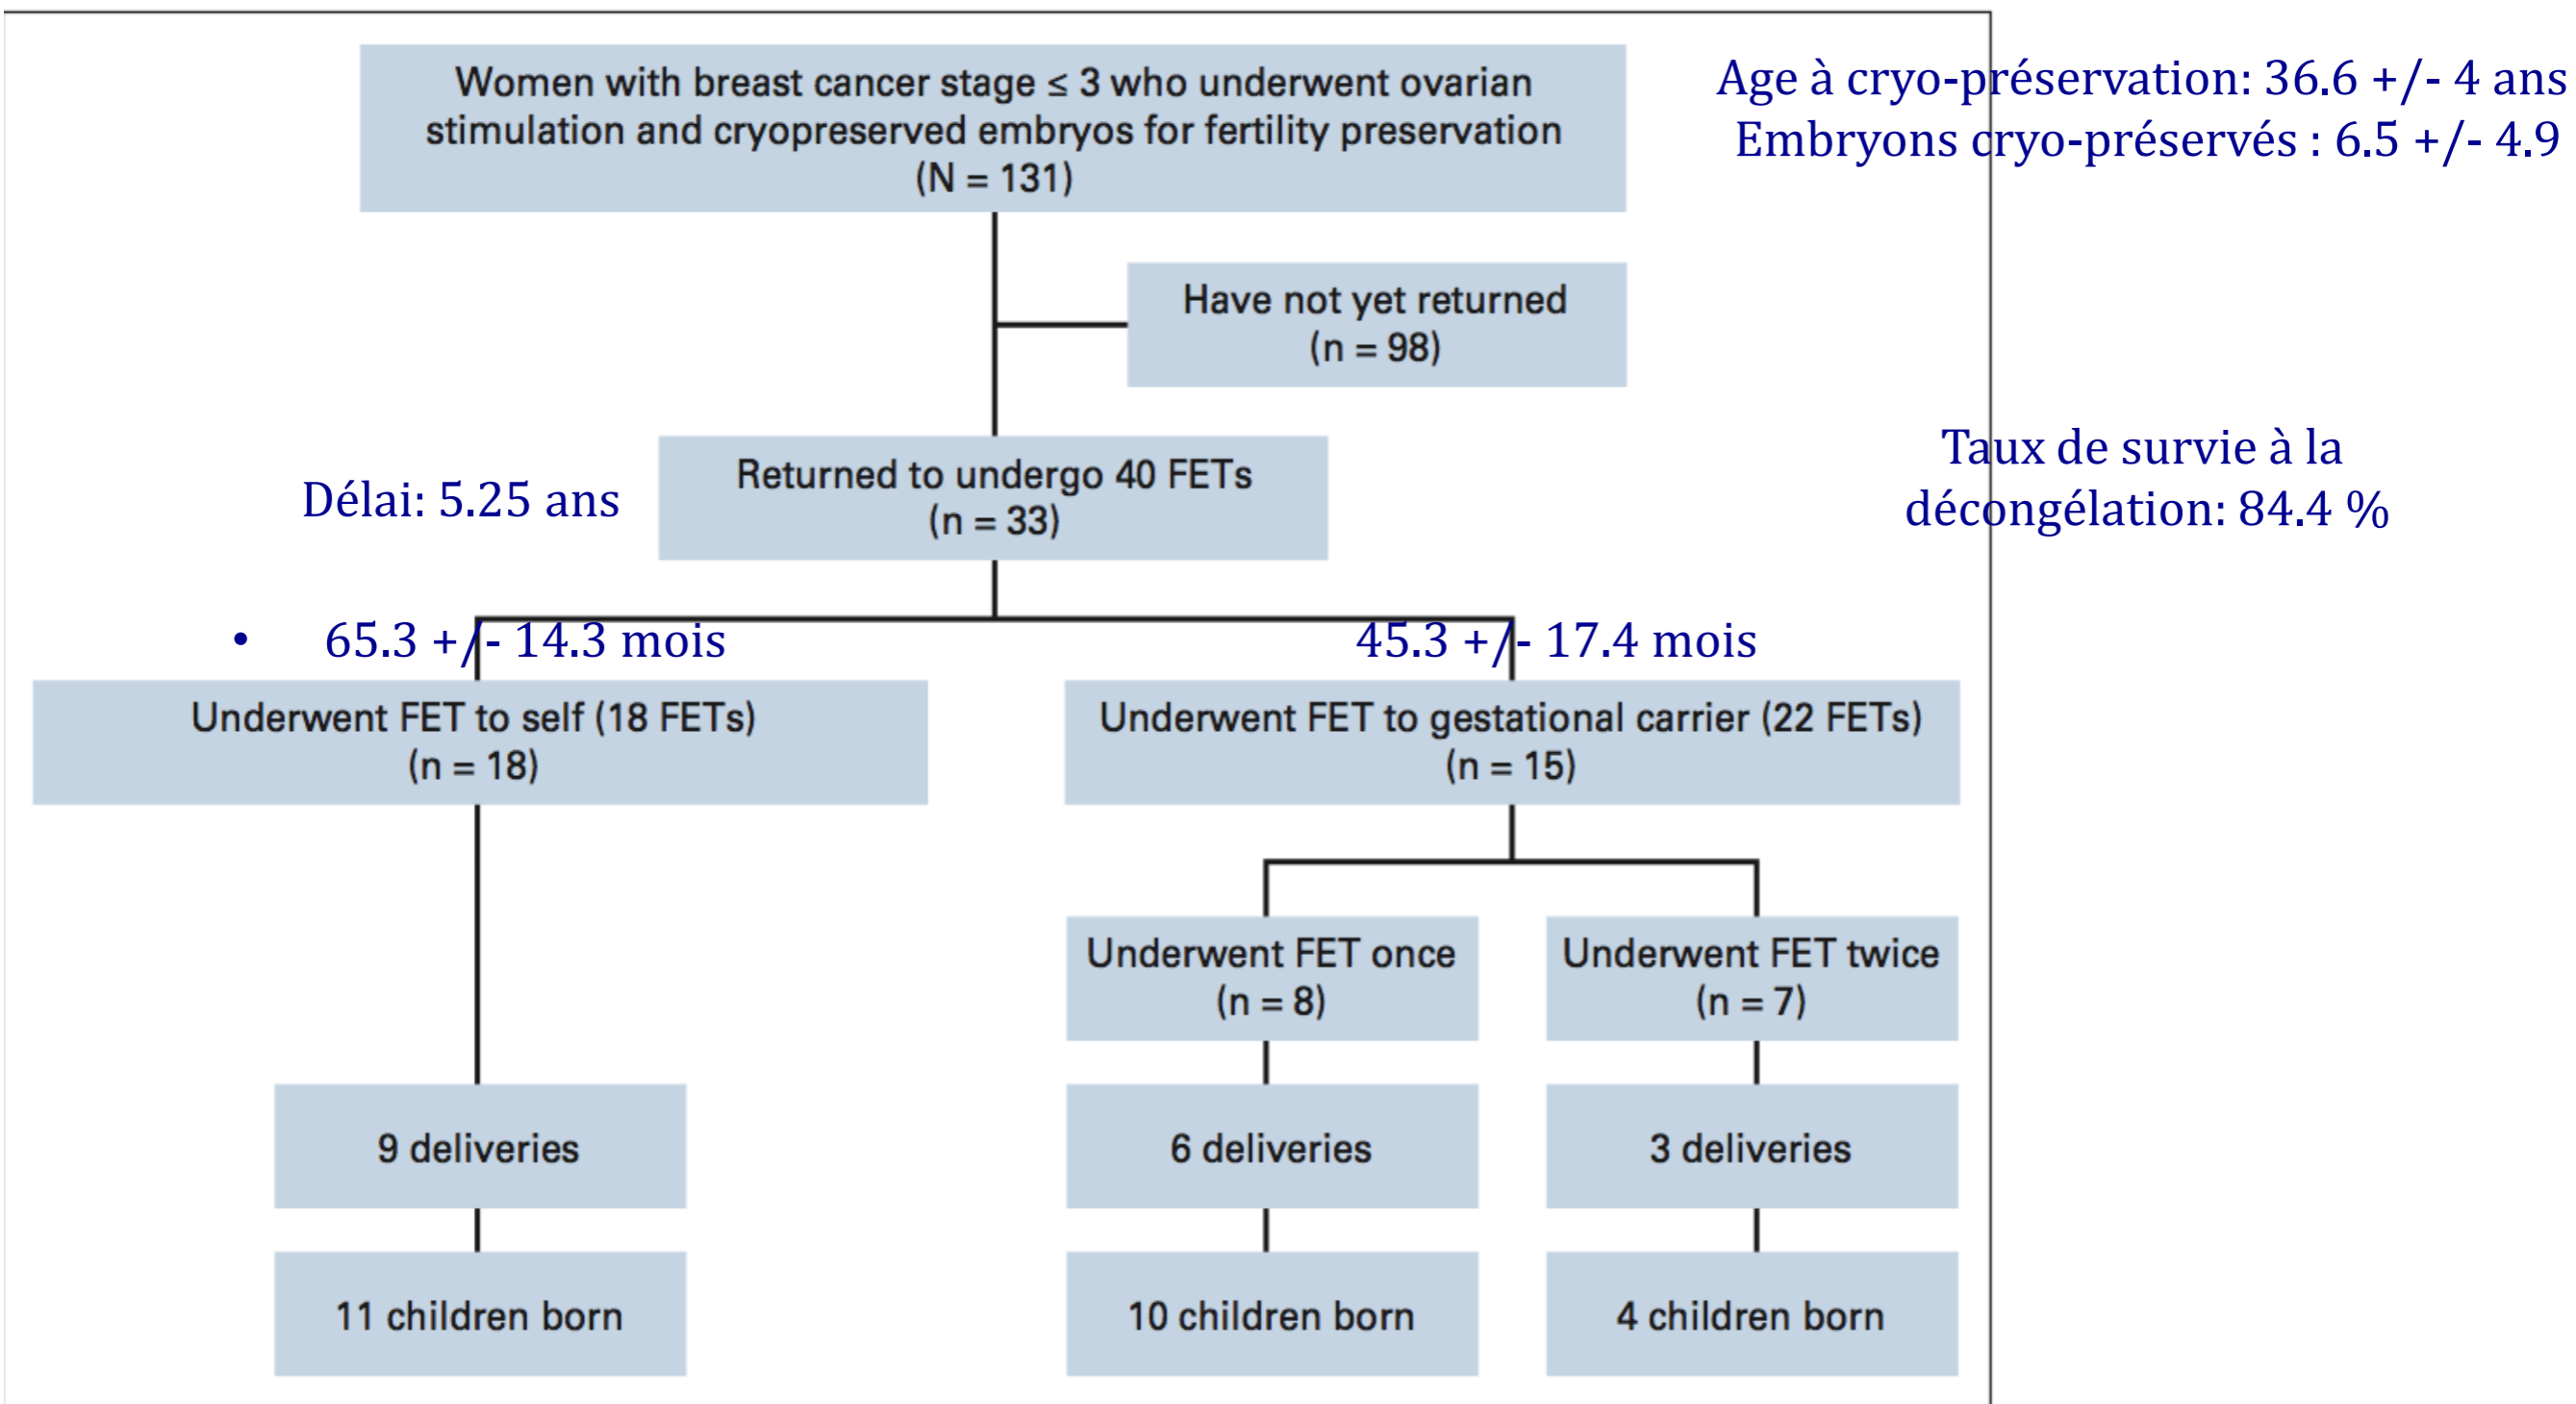 Women with breast cancer stage ≤ 3 who underwent ovarian
stimulation and cryopreserved embryos for fertility preservation
(N = 131)
Age à cryo-préservation: 36.6 +/- 4 ans
Embryons cryo-préservés : 6.5 +/- 4.9
Have not yet returned
(n = 98)
Returned to undergo 40 FETs
(n = 33)
Délai: 5.25 ans
Taux de survie à la
décongélation: 84.4 %
• 65.3 +/- 14.3 mois
45.3 +/- 17.4 mois
Underwent FET to self (18 FETs)
(n = 18)
Underwent FET to gestational carrier (22 FETs)
(n = 15)
Underwent FET once
(n = 8)
Underwent FET twice
(n = 7)
9 deliveries
6 deliveries
3 deliveries
11 children born
10 children born
4 children born